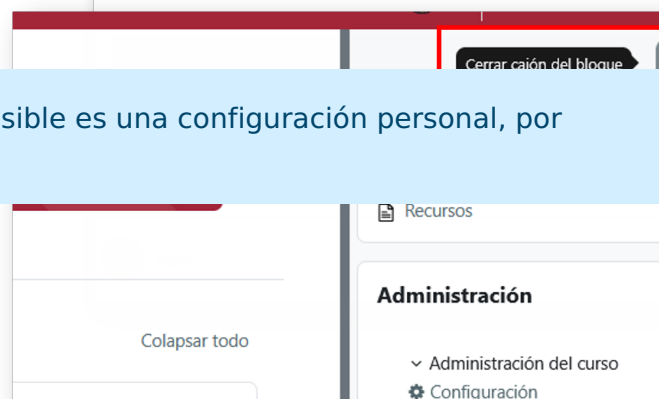 Cerrar cajón del bloque
sible es una configuración personal, por
Recursos
Administración
Colapsar todo
Administración del curso
Configuración